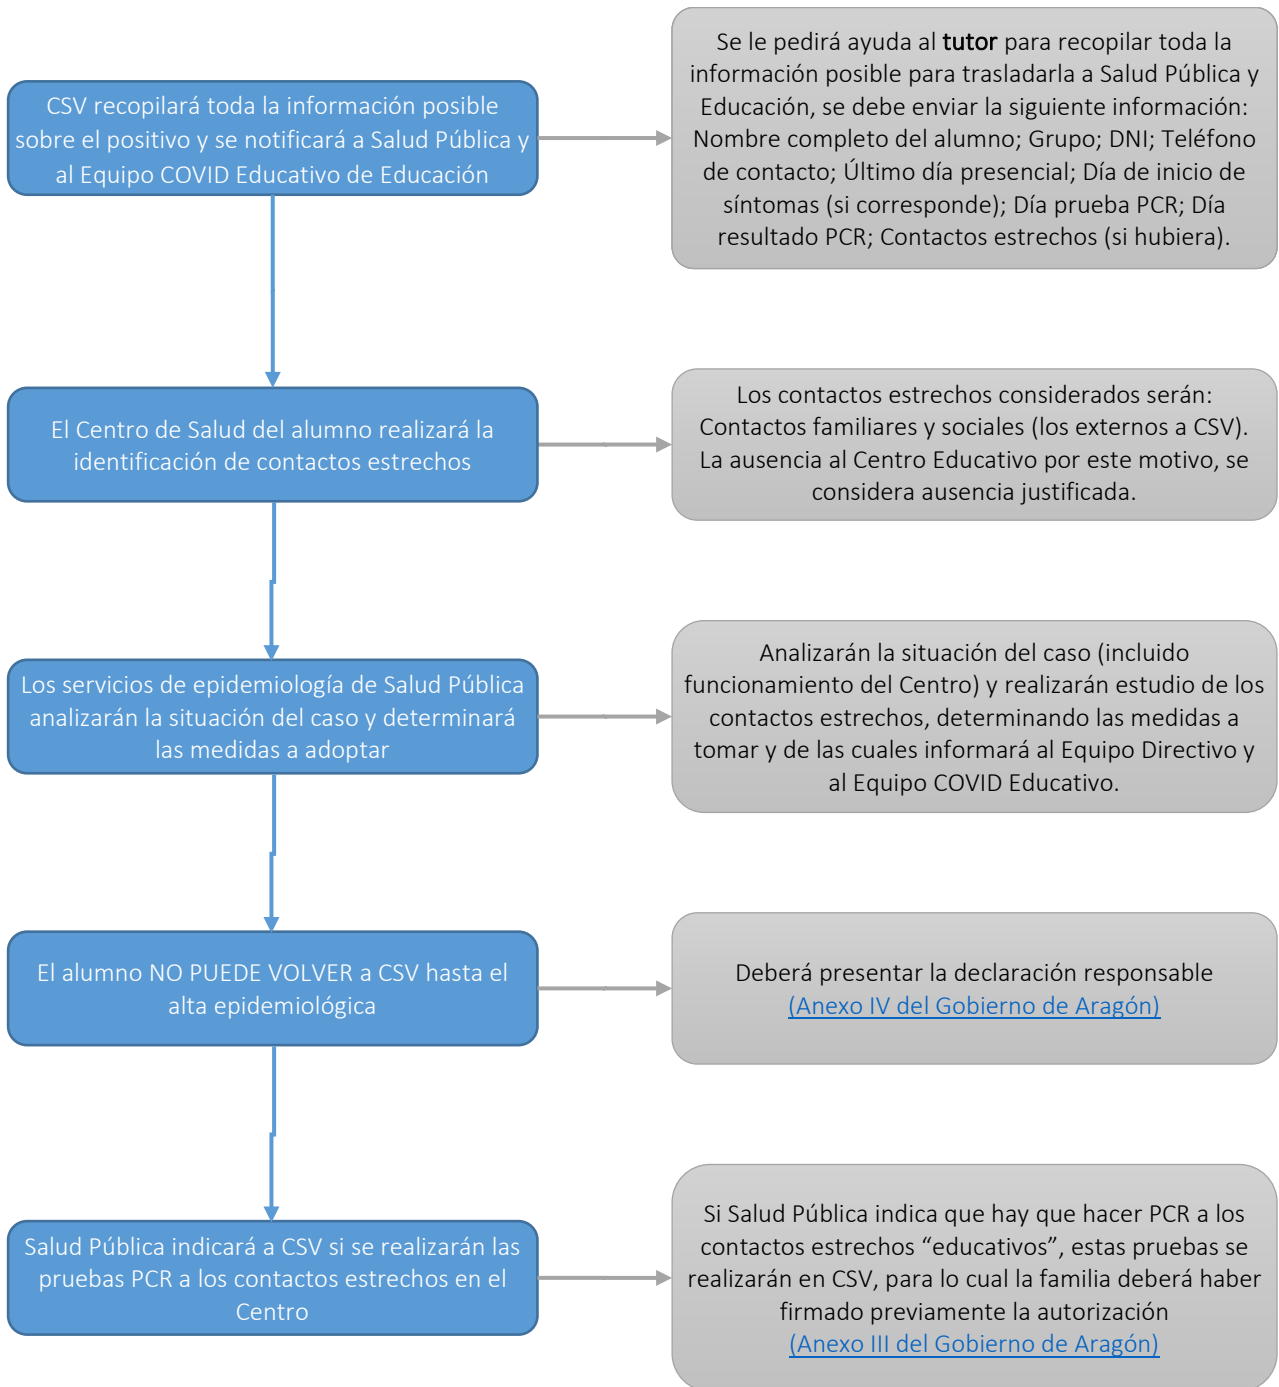 CSV recopilará toda la información posible
sobre el positivo y se notificará a Salud Pública y
al Equipo COVID Educativo de Educación
Se le pedirá ayuda al tutor para recopilar toda la
información posible para trasladarla a Salud Pública y
Educación, se debe enviar la siguiente información:
Nombre completo del alumno; Grupo; DNI; Teléfono
de contacto; Último día presencial; Día de inicio de
síntomas (si corresponde); Día prueba PCR; Día
resultado PCR; Contactos estrechos (si hubiera).
El Centro de Salud del alumno realizará la
identificación de contactos estrechos
Los contactos estrechos considerados serán:
Contactos familiares y sociales (los externos a CSV).
La ausencia al Centro Educativo por este motivo, se
considera ausencia justificada.
Los servicios de epidemiología de Salud Pública
analizarán la situación del caso y determinará
las medidas a adoptar
Analizarán la situación del caso (incluido
funcionamiento del Centro) y realizarán estudio de los
contactos estrechos, determinando las medidas a
tomar y de las cuales informará al Equipo Directivo y
al Equipo COVID Educativo.
El alumno NO PUEDE VOLVER a CSV hasta el
alta epidemiológica
Deberá presentar la declaración responsable
(Anexo IV del Gobierno de Aragón)
Salud Pública indicará a CSV si se realizarán las
pruebas PCR a los contactos estrechos en el
Centro
Si Salud Pública indica que hay que hacer PCR a los
contactos estrechos “educativos”, estas pruebas se
realizarán en CSV, para lo cual la familia deberá haber
firmado previamente la autorización
(Anexo III del Gobierno de Aragón)